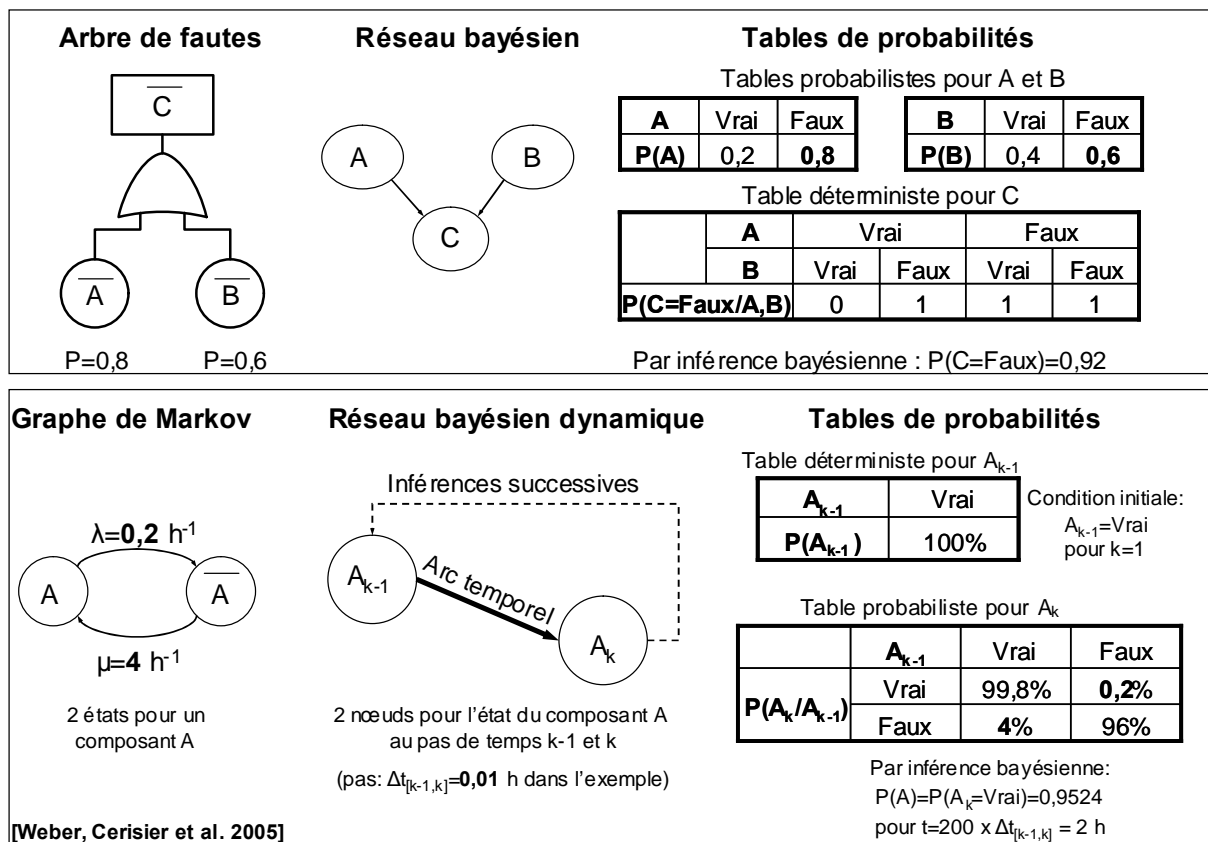 Arbre de fautes
Réseau bayésien
Tables de probabilités
C̅
A̅
B̅
P=0,8
P=0,6
A
B
C
Tables probabilistes pour A et B
A Vrai Faux
P(A) 0,2 0,8
B Vrai Faux
P(B) 0,4 0,6
Table déterministe pour C
A Vrai Faux
B Vrai Faux Vrai Faux
P(C=Faux/A,B) 0 1 1 1
Par inférence bayésienne : P(C=Faux)=0,92
Graphe de Markov
Réseau bayésien dynamique
Tables de probabilités
λ=0,2 h⁻¹
A
A̅
μ=4 h⁻¹
2 états pour un
composant A
Inférences successives
Aₖ₋₁
Arc temporel
Aₖ
2 nœuds pour l'état du composant A
au pas de temps k-1 et k
(pas: Δt[k-1,k]=0,01 h dans l'exemple)
Table déterministe pour Aₖ₋₁
Aₖ₋₁ Vrai
P(Aₖ₋₁) 100%
Condition initiale:
Aₖ₋₁=Vrai
pour k=1
Table probabiliste pour Aₖ
Aₖ₋₁ Vrai Faux
P(Aₖ/Aₖ₋₁)
Vrai 99,8% 0,2%
Faux 4% 96%
Par inférence bayésienne:
P(A)=P(Aₖ=Vrai)=0,9524
pour t=200 x Δt[k-1,k] = 2 h
[Weber, Cerisier et al. 2005]